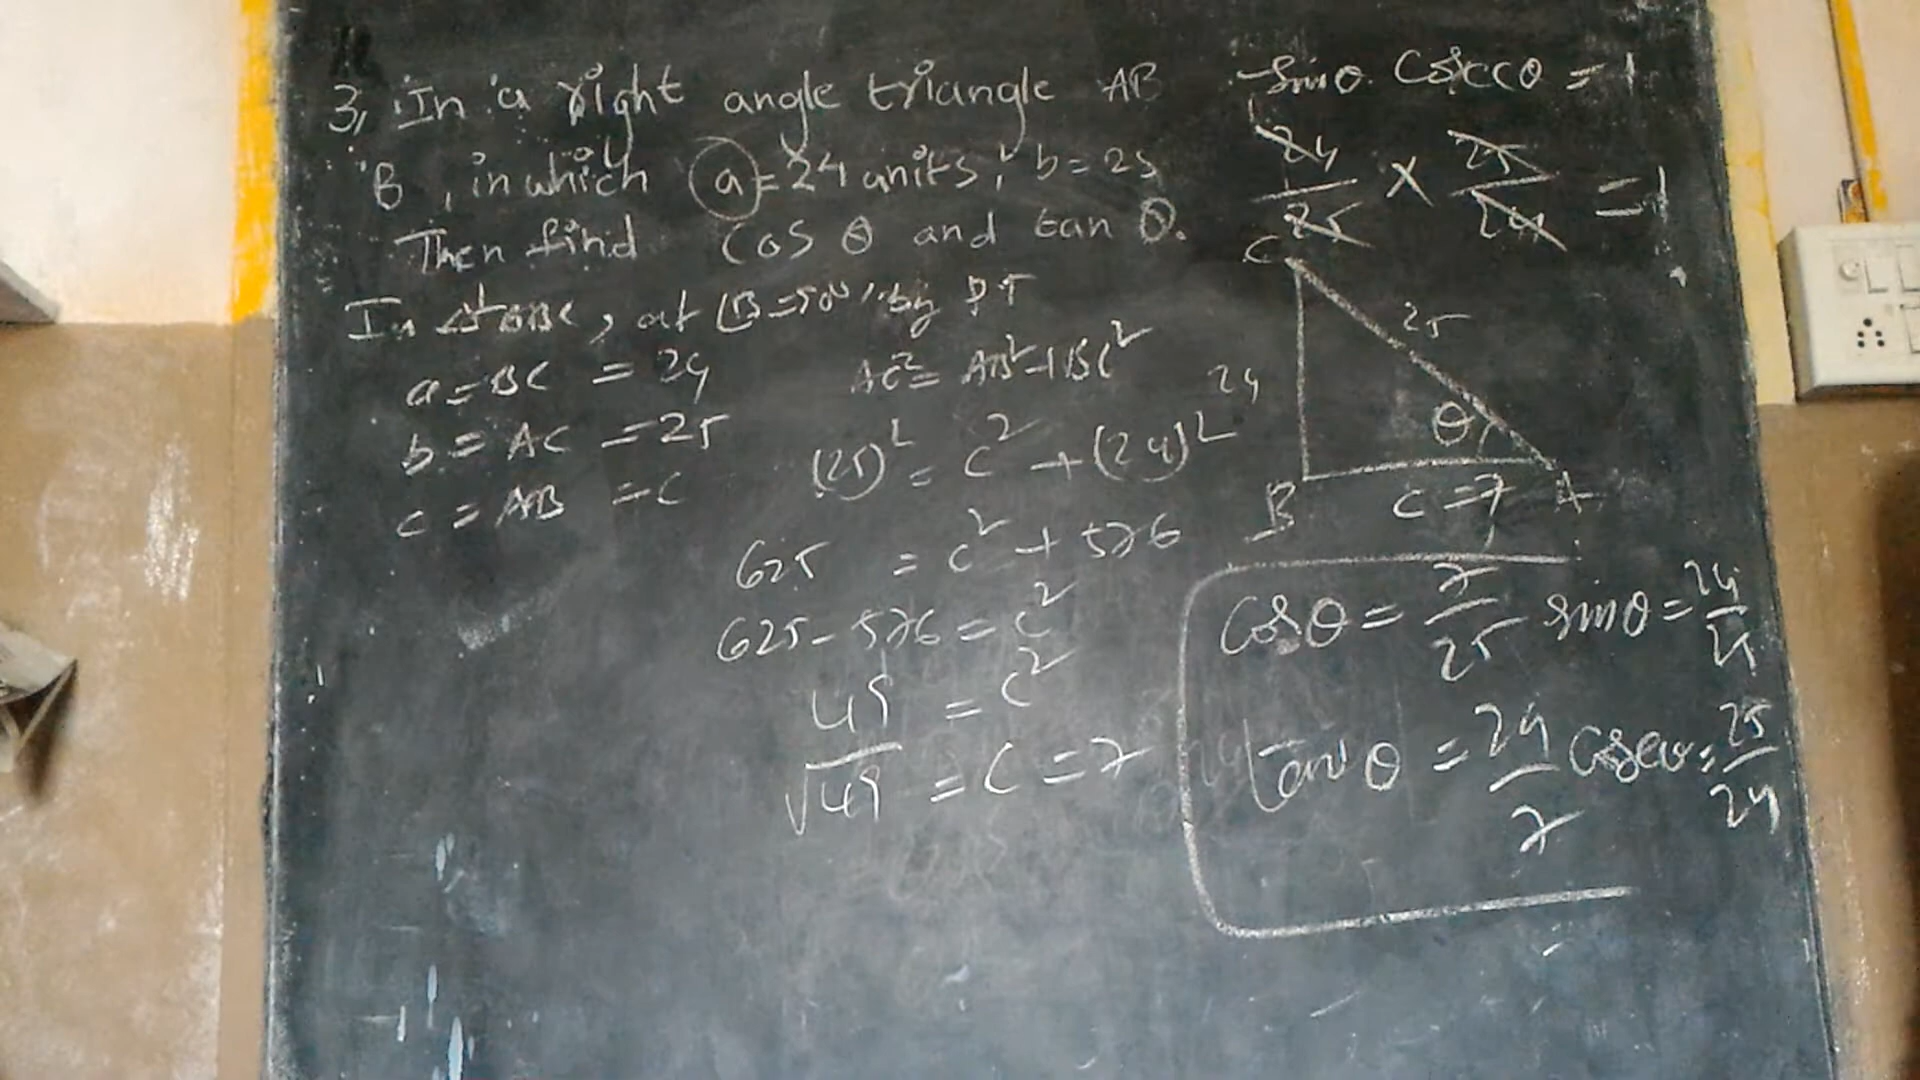 3, In a right angle triangle AB
B, in which a = 24 units, b = 25
Then find cos θ and tan θ.
In △ ABC, at ∠B = 90°, by P T
a = BC = 24
b = AC = 25
c = AB = C
AC² = AB² + BC²
(25)² = C² + (24)²
625 = C² + 576
625 - 576 = C²
49 = C²
√49 = C = 7
sin θ . Cosec θ = 1
24/25 × 25/24 = 1
C
25
24
θ
B
C = 7
A
Cos θ = 7/25 sin θ = 24/25
Tan θ = 24/7 Cosec θ = 25/24